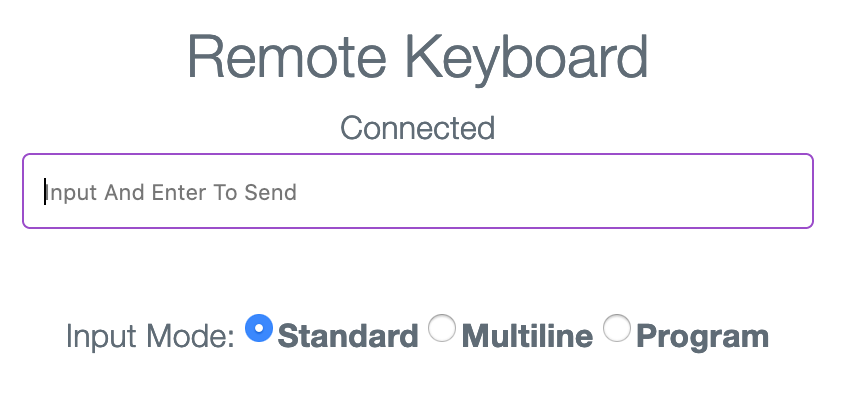 Remote Keyboard
Connected
Input And Enter To Send
Input Mode: Standard Multiline Program